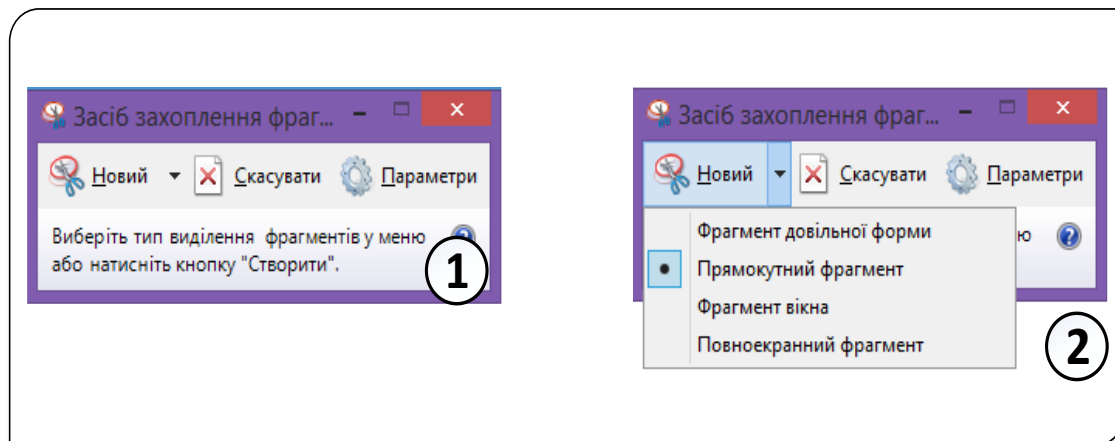 Засіб захоплення фраг...
Новий Скасувати Параметри
Виберіть тип виділення фрагментів у меню
або натисніть кнопку "Створити".
1
Засіб захоплення фраг...
Новий Скасувати Параметри
ню
Фрагмент довільної форми
Прямокутний фрагмент
Фрагмент вікна
Повноекранний фрагмент
2